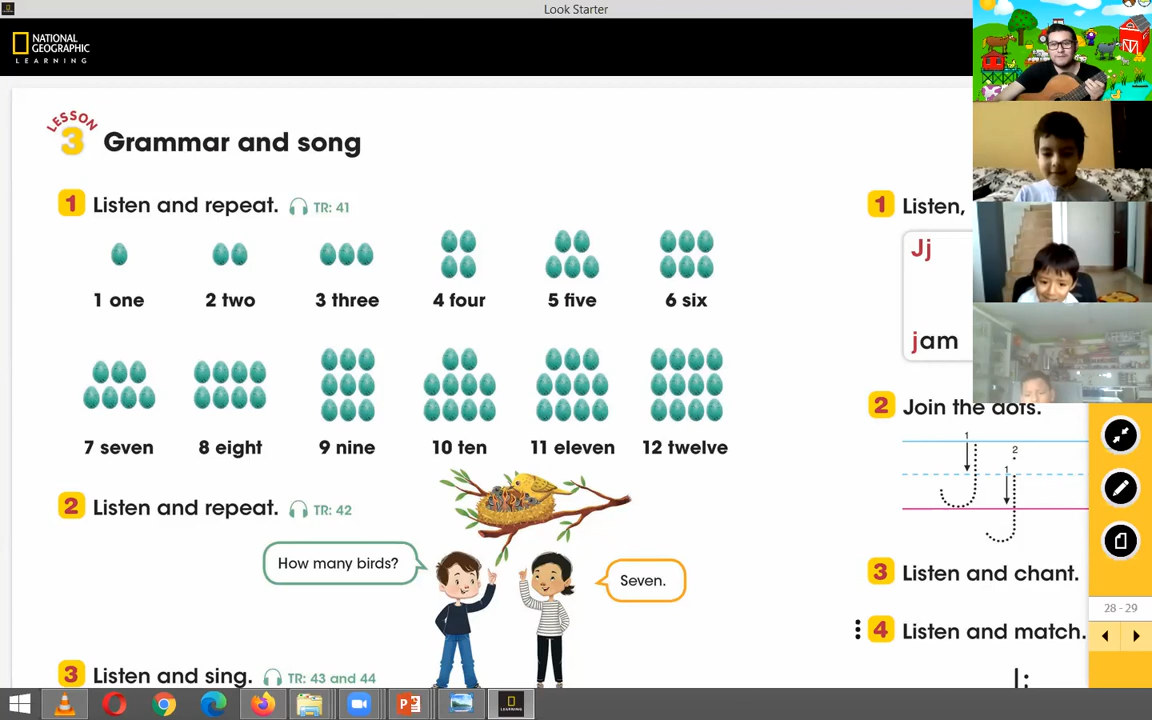 Look Starter
NATIONAL
GEOGRAPHIC
LEARNING
LESSON
3 Grammar and song
1 Listen and repeat. TR: 41
1 one 2 two 3 three 4 four 5 five 6 six
7 seven 8 eight 9 nine 10 ten 11 eleven 12 twelve
2 Listen and repeat. TR: 42
How many birds?
Seven.
3 Listen and sing. TR: 43 and 44
1 Listen,
Jj
jam
2 Join the dots.
1
2
1
3 Listen and chant.
4 Listen and match.
28 - 29